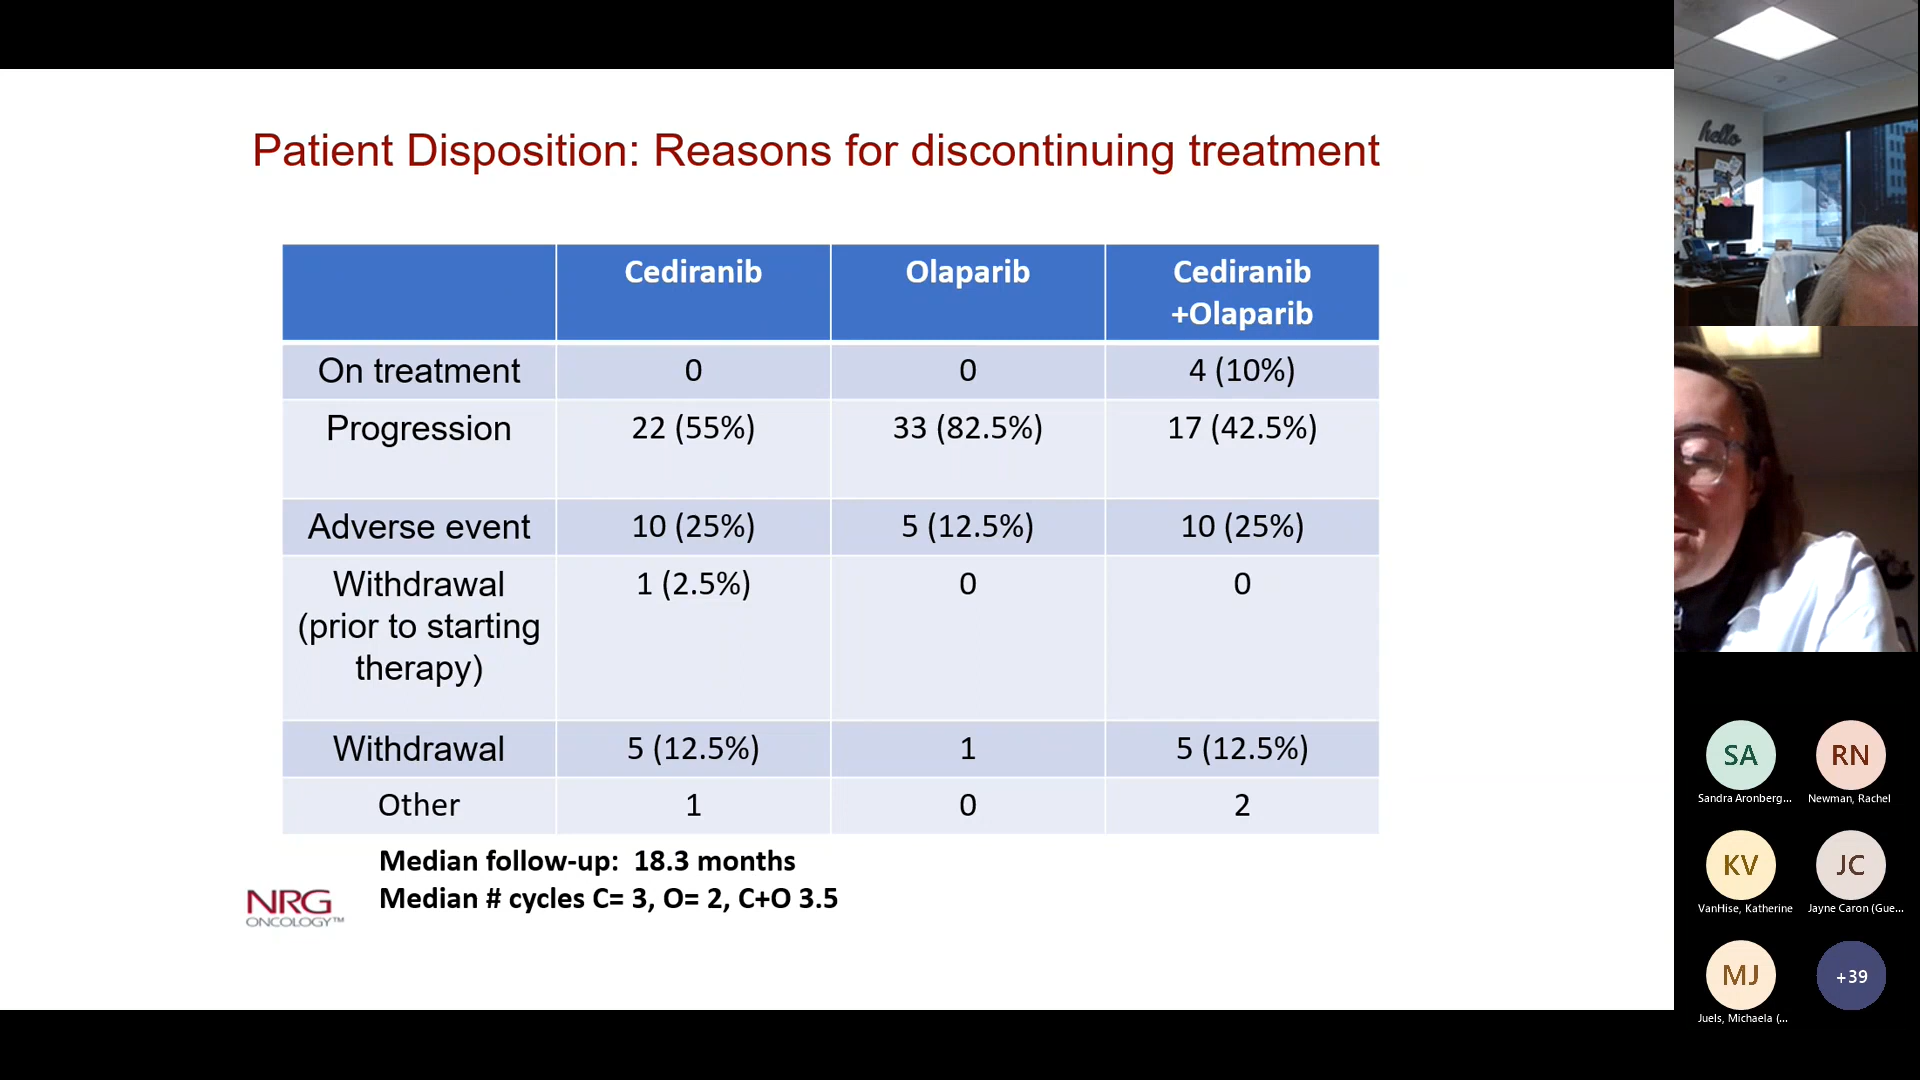 Patient Disposition: Reasons for discontinuing treatment
Cediranib Olaparib Cediranib
+Olaparib
On treatment 0 0 4 (10%)
Progression 22 (55%) 33 (82.5%) 17 (42.5%)
Adverse event 10 (25%) 5 (12.5%) 10 (25%)
Withdrawal 1 (2.5%) 0 0
(prior to starting
therapy)
Withdrawal 5 (12.5%) 1 5 (12.5%)
Other 1 0 2
Median follow-up: 18.3 months
Median # cycles C= 3, O= 2, C+O 3.5
NRG
ONCOLOGY™
hello
SA RN
Sandra Aronberg... Newman, Rachel
KV JC
VanHise, Katherine Jayne Caron (Gue...
MJ +39
Juels, Michaela (...